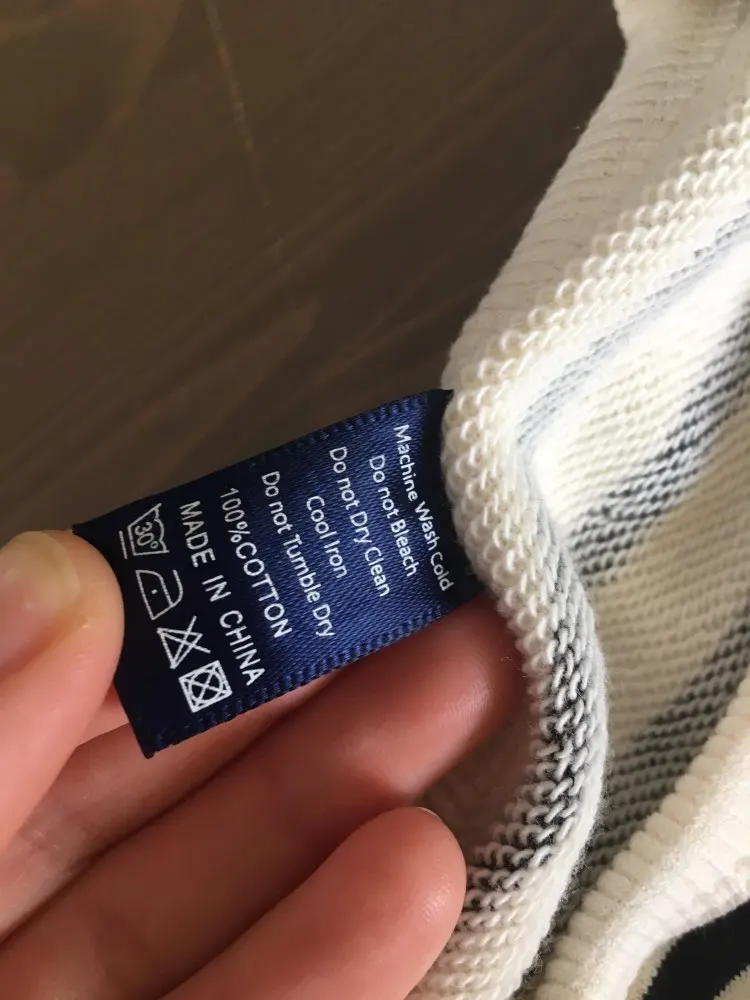 Machine Wash Cold
Do not Bleach
Do not Dry Clean
Cool Iron
Do not Tumble Dry
100%COTTON
MADE IN CHINA
30°